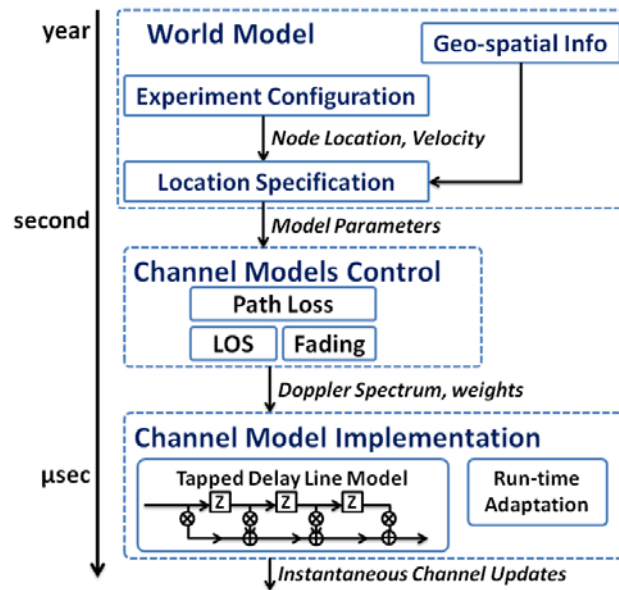 year
World Model
Geo-spatial Info
Experiment Configuration
Node Location, Velocity
Location Specification
second
Model Parameters
Channel Models Control
Path Loss
LOS
Fading
Doppler Spectrum, weights
Channel Model Implementation
µsec
Tapped Delay Line Model
Z
Z
Z
Run-time
Adaptation
Instantaneous Channel Updates